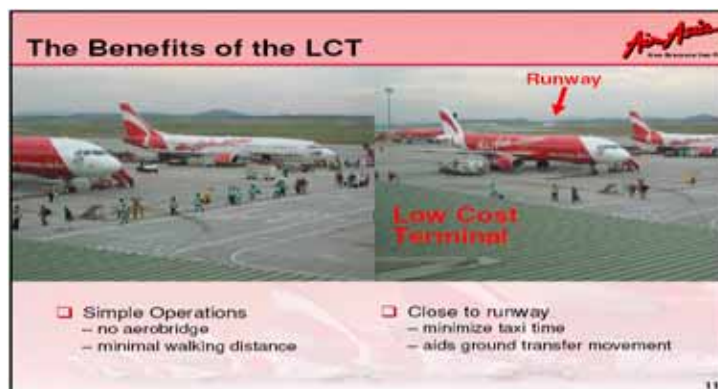 The Benefits of the LCT
AirAsia
Runway
Low Cost
Terminal
❑ Simple Operations
– no aerobridge
– minimal walking distance
❑ Close to runway
– minimize taxi time
– aids ground transfer movement